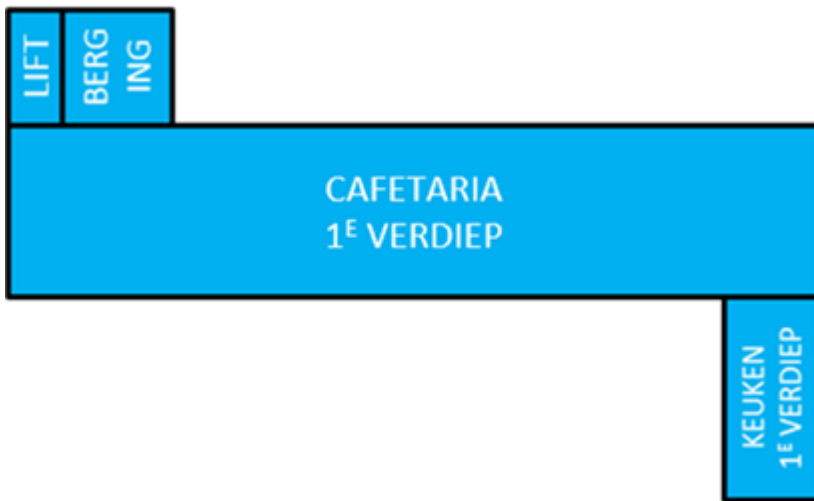 LIFT
BERG
ING
CAFETARIA
1ᴱ VERDIEP
KEUKEN
1ᴱ VERDIEP